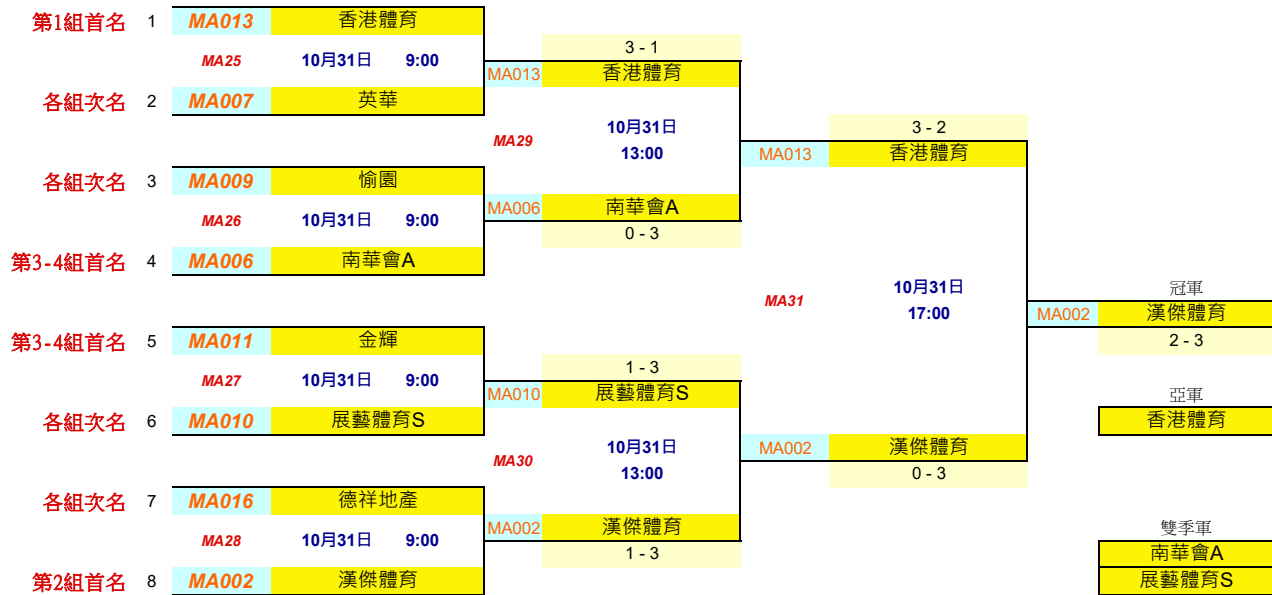 第1組首名 1 MA013 香港體育
3 - 1
MA25 10月31日 9:00
MA013 香港體育
各組次名 2 MA007 英華
MA29 10月31日 13:00
3 - 2
MA013 香港體育
各組次名 3 MA009 愉園
MA26 10月31日 9:00
MA006 南華會A
0 - 3
第3-4組首名 4 MA006 南華會A
MA31 10月31日 17:00
冠軍
MA002 漢傑體育
2 - 3
第3-4組首名 5 MA011 金輝
1 - 3
MA27 10月31日 9:00
MA010 展藝體育S
亞軍
香港體育
各組次名 6 MA010 展藝體育S
MA30 10月31日 13:00
MA002 漢傑體育
0 - 3
各組次名 7 MA016 德祥地產
MA28 10月31日 9:00
MA002 漢傑體育
1 - 3
雙季軍
南華會A
第2組首名 8 MA002 漢傑體育
展藝體育S